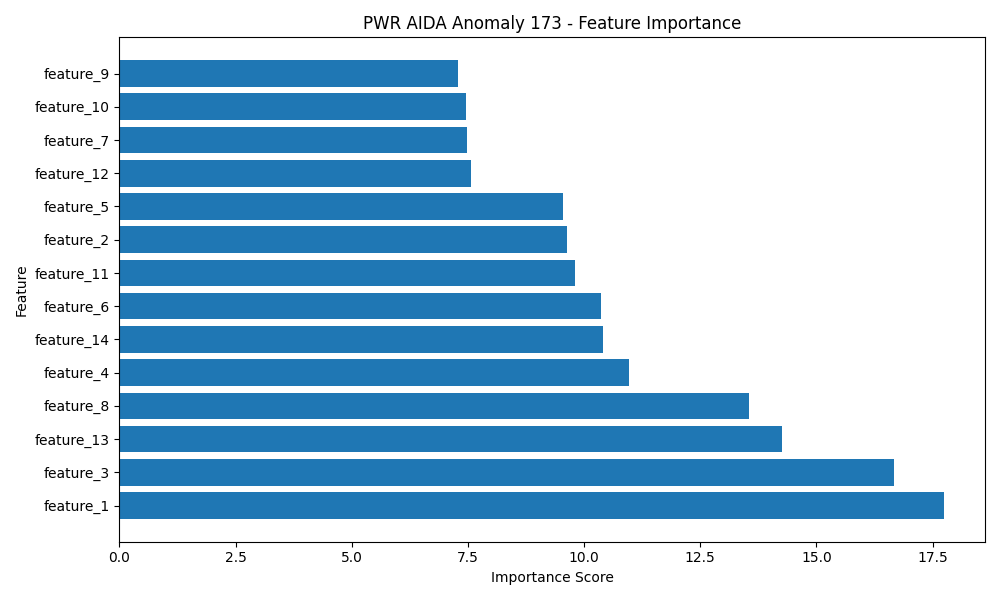 PWR AIDA Anomaly 173 - Feature Importance
feature_9
feature_10
feature_7
feature_12
feature_5
feature_2
feature_11
feature_6
feature_14
feature_4
feature_8
feature_13
feature_3
feature_1
Feature
0.0 2.5 5.0 7.5 10.0 12.5 15.0 17.5
Importance Score